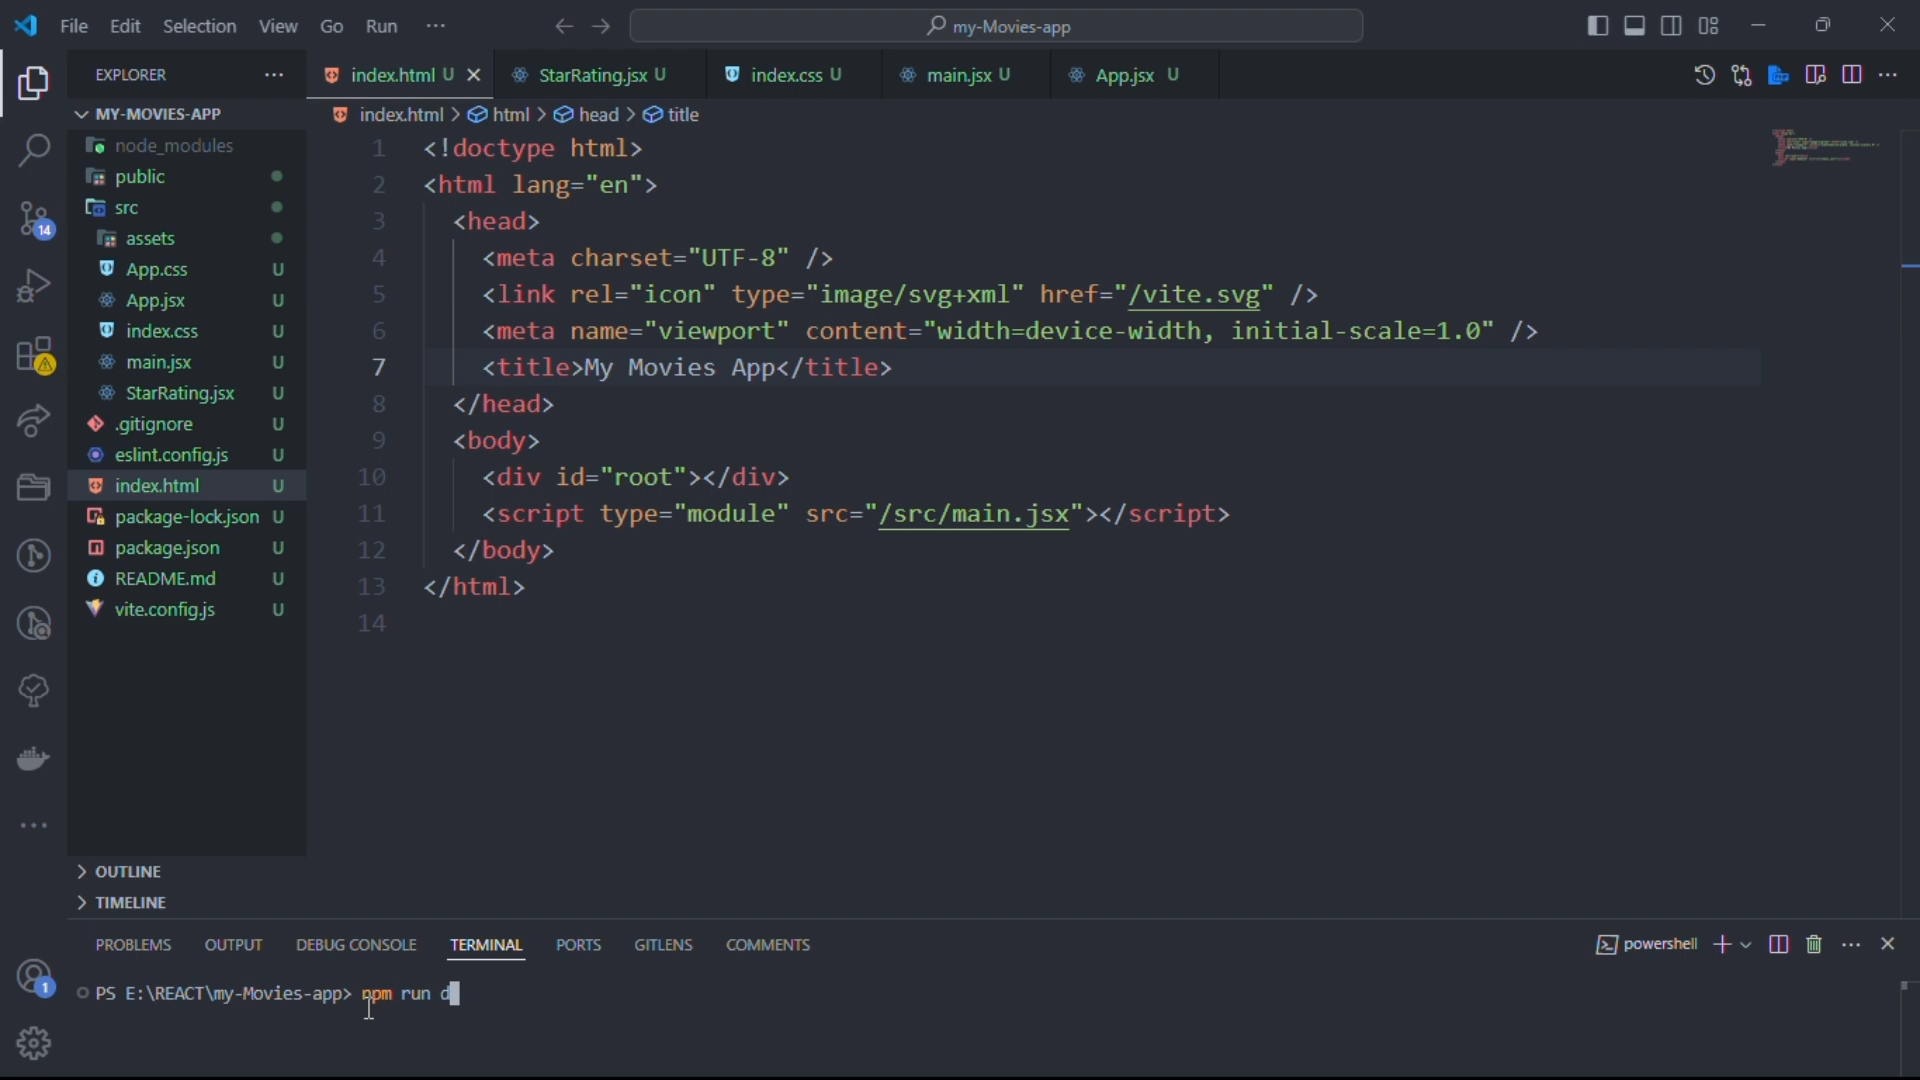 File Edit Selection View Go Run ···
my-Movies-app
EXPLORER ···
index.html U
StarRating.jsx U
index.css U
main.jsx U
App.jsx U
MY-MOVIES-APP
index.html > html > head > title
node_modules
public
src
assets
App.css U
App.jsx U
index.css U
main.jsx U
StarRating.jsx U
.gitignore U
eslint.config.js U
index.html U
package-lock.json U
package.json U
README.md U
vite.config.js U
14
1 <!doctype html>
2 <html lang="en">
3 <head>
4 <meta charset="UTF-8" />
5 <link rel="icon" type="image/svg+xml" href="/vite.svg" />
6 <meta name="viewport" content="width=device-width, initial-scale=1.0" />
7 <title>My Movies App</title>
8 </head>
9 <body>
10 <div id="root"></div>
11 <script type="module" src="/src/main.jsx"></script>
12 </body>
13 </html>
14
OUTLINE
TIMELINE
PROBLEMS OUTPUT DEBUG CONSOLE TERMINAL PORTS GITLENS COMMENTS
powershell
1
PS E:\REACT\my-Movies-app> npm run d